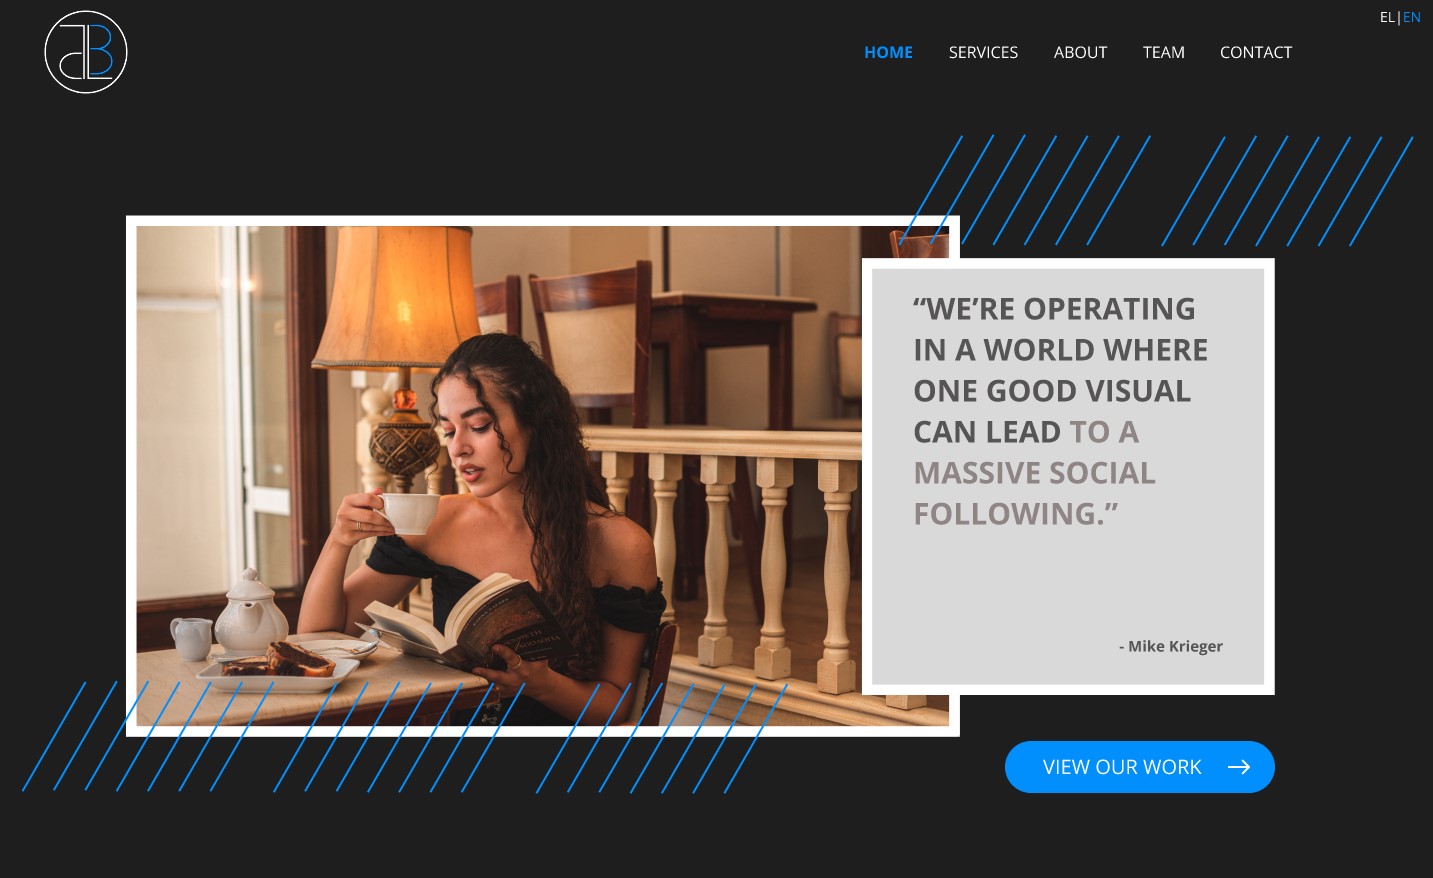 EL|EN
HOME SERVICES ABOUT TEAM CONTACT
“WE’RE OPERATING
IN A WORLD WHERE
ONE GOOD VISUAL
CAN LEAD TO A
MASSIVE SOCIAL
FOLLOWING.”
- Mike Krieger
VIEW OUR WORK